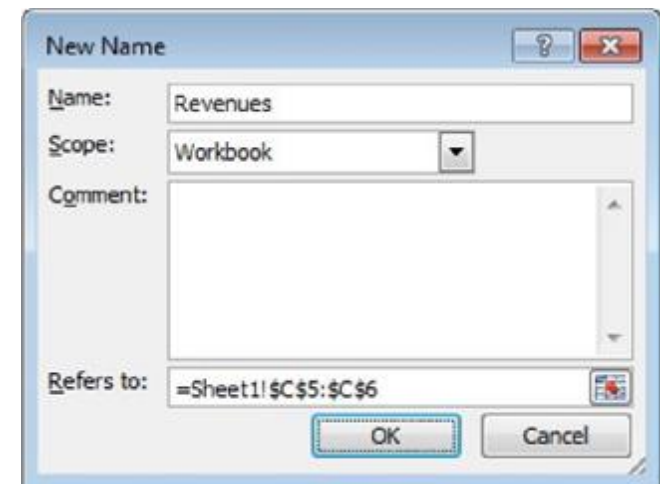 New Name
Name: Revenues
Scope: Workbook
Comment:
Refers to: =Sheet1!$C$5:$C$6
OK Cancel